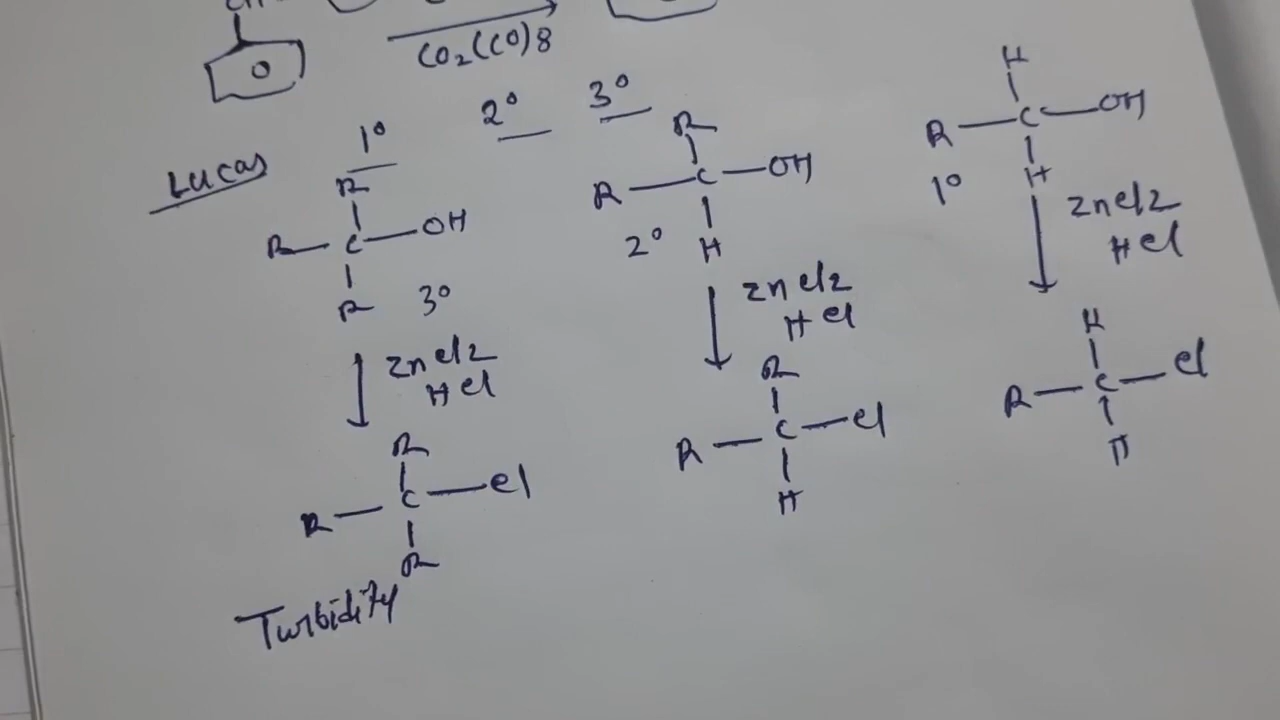 CO2(CO)8
Lucas 1° 2° 3°
R
R — C — OH
R 3°
ZnCl2
HCl
R
R — C — Cl
R
Turbidity
R
R — C — OH
2° H
ZnCl2
HCl
R
R — C — Cl
H
H
R — C — OH
1° H
ZnCl2
HCl
H
R — C — Cl
H